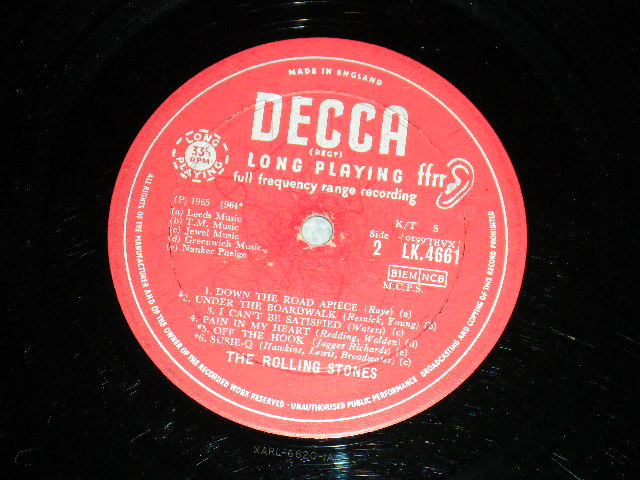 MADE IN ENGLAND
DECCA
(REGD)
LONG PLAYING
full frequency range recording
ffrr
LONG PLAYING
33⅓
RPM
(P) 1965 1964*
(a) Leeds Music
(b) T.M. Music
(c) Jewel Music
(d) Greenwich Music
(e) Nanker Phelge
K/T S
Side
2
LK.4661
BIEM NCB
M.C.P.S.
1. DOWN THE ROAD APIECE (Raye) (a)
*2. UNDER THE BOARDWALK (Resnick, Young) (b)
3. I CAN'T BE SATISFIED (Waters) (c)
4. PAIN IN MY HEART (Redding, Walden) (d)
*5. OFF THE HOOK (Jagger Richards) (e)
*6. SUSIE-Q (Hawkins, Lewis, Broadwater) (c)
THE ROLLING STONES
ALL RIGHTS OF THE MANUFACTURER AND OF THE OWNER OF THE RECORDED WORK RESERVED - UNAUTHORISED PUBLIC PERFORMANCE BROADCASTING AND COPYING OF THIS RECORD PROHIBITED